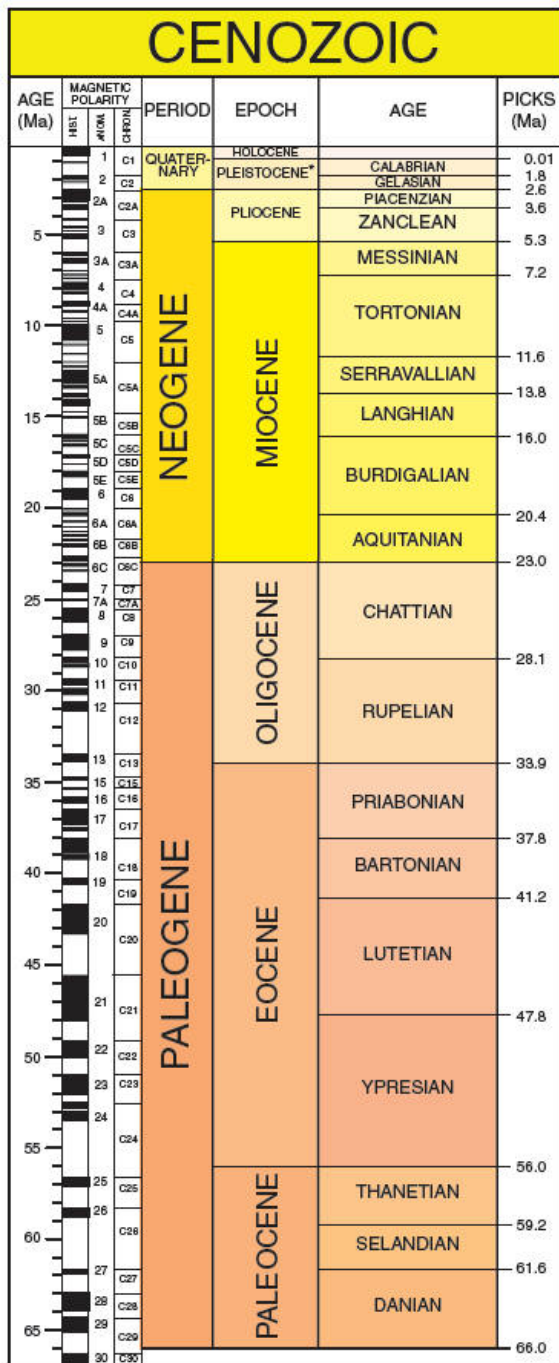 CENOZOIC
AGE
(Ma)
MAGNETIC
POLARITY
HIST.
ANOM.
CHRON.
PERIOD
EPOCH
AGE
PICKS
(Ma)
5
10
15
20
25
30
35
40
45
50
55
60
65
1
2
2A
3
3A
4
4A
5
5A
5B
5C
5D
5E
6
6A
6B
6C
7
7A
8
9
10
11
12
13
15
16
17
18
19
20
21
22
23
24
25
26
27
28
29
30
C1
C2
C2A
C3
C3A
C4
C4A
C5
C5A
C5B
C5C
C5D
C5E
C6
C6A
C6B
C6C
C7
C7A
C8
C9
C10
C11
C12
C13
C15
C16
C17
C18
C19
C20
C21
C22
C23
C24
C25
C26
C27
C28
C29
C30
QUATER-
NARY
NEOGENE
PALEOGENE
HOLOCENE
PLEISTOCENE*
PLIOCENE
MIOCENE
OLIGOCENE
EOCENE
PALEOCENE
CALABRIAN
GELASIAN
PIACENZIAN
ZANCLEAN
MESSINIAN
TORTONIAN
SERRAVALLIAN
LANGHIAN
BURDIGALIAN
AQUITANIAN
CHATTIAN
RUPELIAN
PRIABONIAN
BARTONIAN
LUTETIAN
YPRESIAN
THANETIAN
SELANDIAN
DANIAN
0.01
1.8
2.6
3.6
5.3
7.2
11.6
13.8
16.0
20.4
23.0
28.1
33.9
37.8
41.2
47.8
56.0
59.2
61.6
66.0